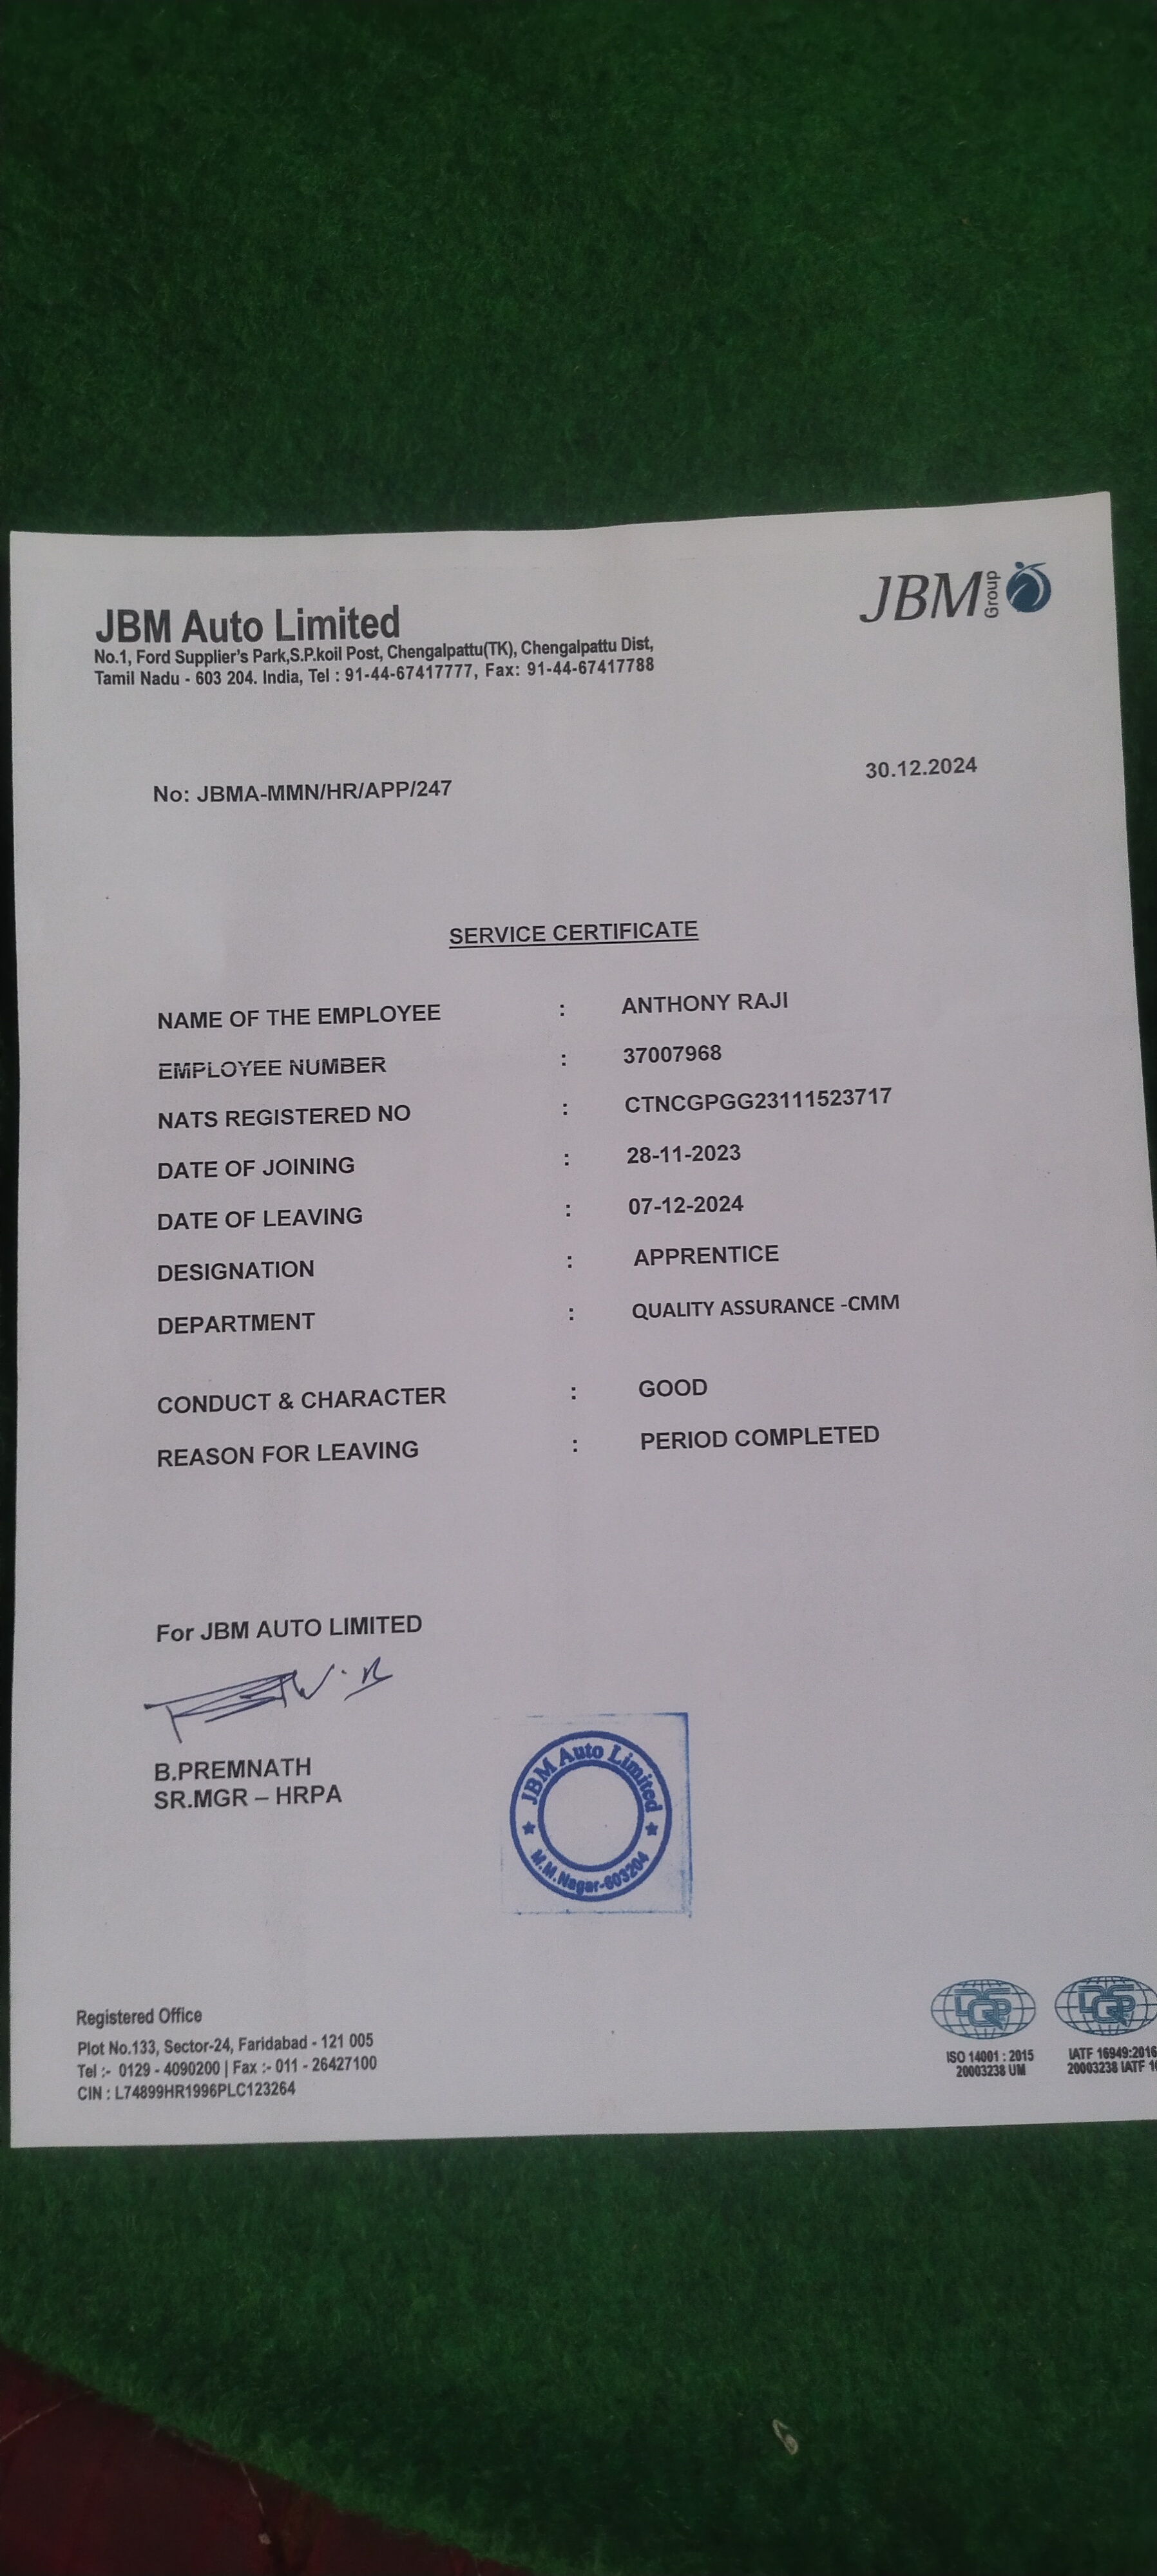 JBM Auto Limited
No.1, Ford Supplier's Park,S.P.koil Post, Chengalpattu(TK), Chengalpattu Dist,
Tamil Nadu - 603 204. India, Tel : 91-44-67417777, Fax: 91-44-67417788
JBM Group
No: JBMA-MMN/HR/APP/247
30.12.2024
SERVICE CERTIFICATE
NAME OF THE EMPLOYEE : ANTHONY RAJI
EMPLOYEE NUMBER : 37007968
NATS REGISTERED NO : CTNCGPGG23111523717
DATE OF JOINING : 28-11-2023
DATE OF LEAVING : 07-12-2024
DESIGNATION : APPRENTICE
DEPARTMENT : QUALITY ASSURANCE -CMM
CONDUCT & CHARACTER : GOOD
REASON FOR LEAVING : PERIOD COMPLETED
For JBM AUTO LIMITED
B.PREMNATH
SR.MGR – HRPA
JBM Auto Limited
M.M.Nagar-603204
Registered Office
Plot No.133, Sector-24, Faridabad - 121 005
Tel :- 0129 - 4090200 | Fax :- 011 - 26427100
CIN : L74899HR1996PLC123264
ISO 14001 : 2015
20003238 UM
IATF 16949:2016
20003238 IATF 16